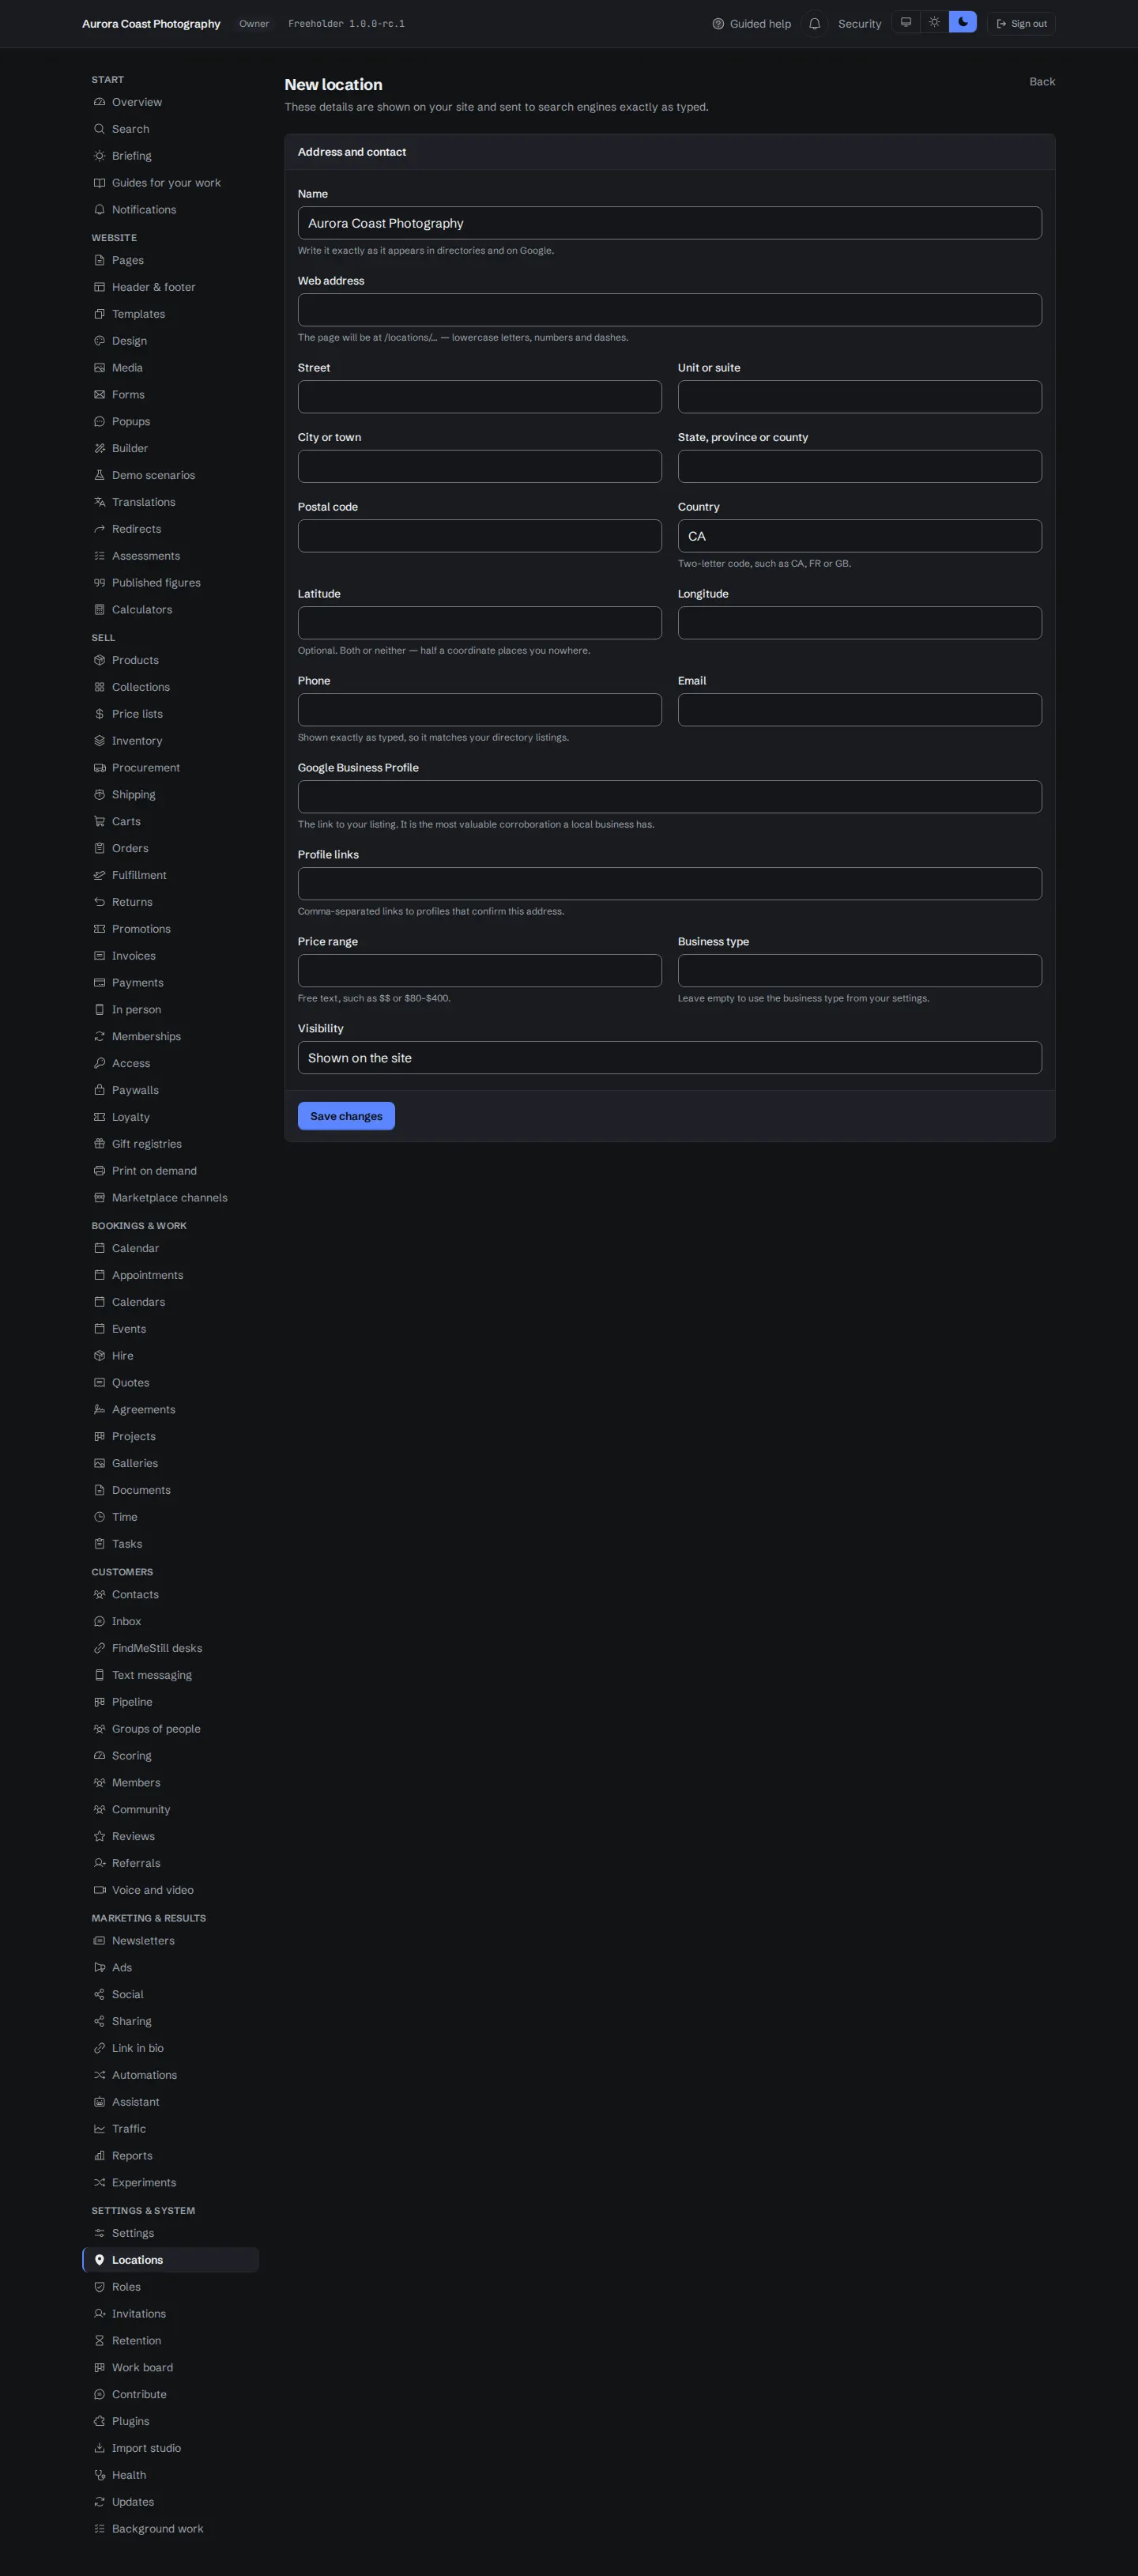 Aurora Coast Photography
Owner
Freeholder 1.0.0-rc.1
Guided help
Security
Sign out
START
Overview
Search
Briefing
Guides for your work
Notifications
WEBSITE
Pages
Header & footer
Templates
Design
Media
Forms
Popups
Builder
Demo scenarios
Translations
Redirects
Assessments
Published figures
Calculators
SELL
Products
Collections
Price lists
Inventory
Procurement
Shipping
Carts
Orders
Fulfillment
Returns
Promotions
Invoices
Payments
In person
Memberships
Access
Paywalls
Loyalty
Gift registries
Print on demand
Marketplace channels
BOOKINGS & WORK
Calendar
Appointments
Calendars
Events
Hire
Quotes
Agreements
Projects
Galleries
Documents
Time
Tasks
CUSTOMERS
Contacts
Inbox
FindMeStill desks
Text messaging
Pipeline
Groups of people
Scoring
Members
Community
Reviews
Referrals
Voice and video
MARKETING & RESULTS
Newsletters
Ads
Social
Sharing
Link in bio
Automations
Assistant
Traffic
Reports
Experiments
SETTINGS & SYSTEM
Settings
Locations
Roles
Invitations
Retention
Work board
Contribute
Plugins
Import studio
Health
Updates
Background work
New location
Back
These details are shown on your site and sent to search engines exactly as typed.
Address and contact
Name
Aurora Coast Photography
Write it exactly as it appears in directories and on Google.
Web address
The page will be at /locations/… — lowercase letters, numbers and dashes.
Street
Unit or suite
City or town
State, province or county
Postal code
Country
CA
Two-letter code, such as CA, FR or GB.
Latitude
Longitude
Optional. Both or neither — half a coordinate places you nowhere.
Phone
Email
Shown exactly as typed, so it matches your directory listings.
Google Business Profile
The link to your listing. It is the most valuable corroboration a local business has.
Profile links
Comma-separated links to profiles that confirm this address.
Price range
Business type
Free text, such as $$ or $80-$400.
Leave empty to use the business type from your settings.
Visibility
Shown on the site
Save changes